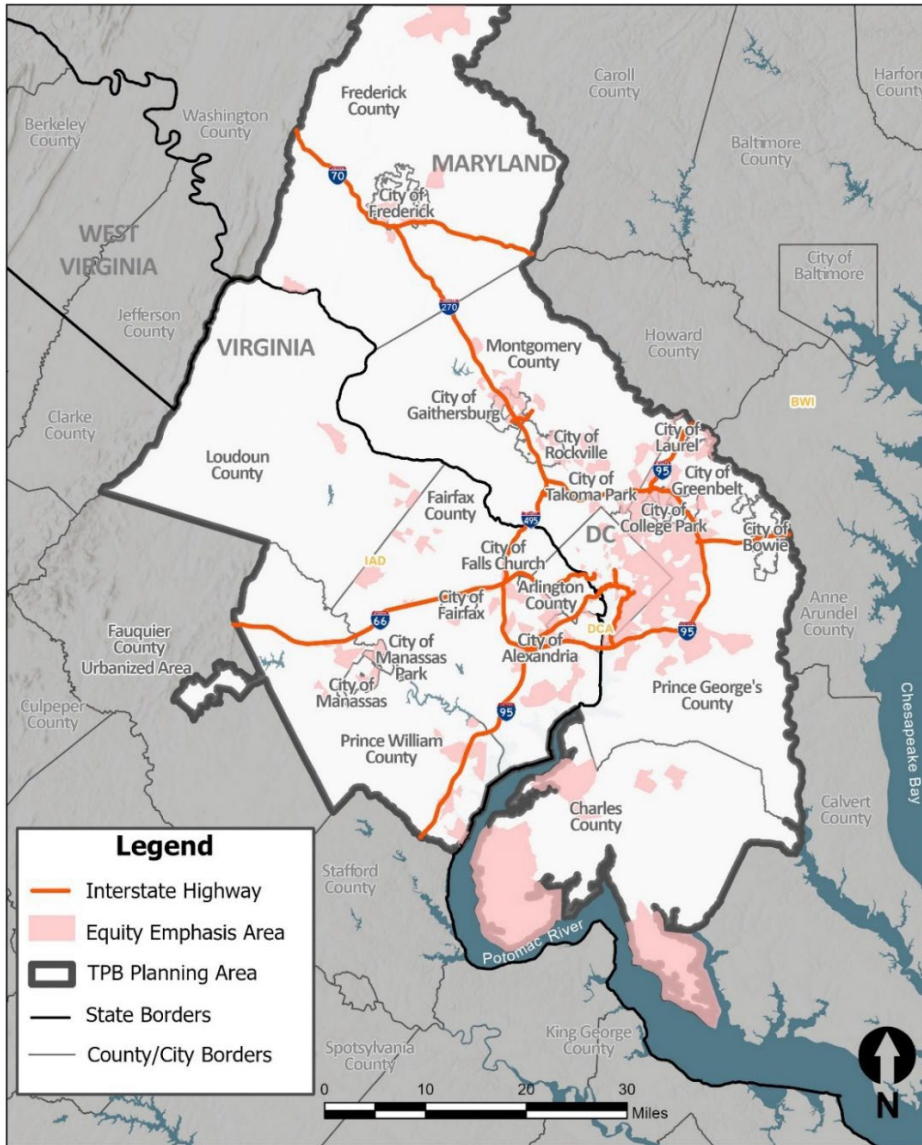 Frederick
County
Caroll
County
Harford
County
Washington
County
Berkeley
County
Baltimore
County
MARYLAND
70
City of
Frederick
WEST
VIRGINIA
City of
Baltimore
Jefferson
County
270
Howard
County
VIRGINIA
Montgomery
County
City of
Gaithersburg
BWI
Clarke
County
City of
Laurel
City of
Rockville
Loudoun
County
95
City of
Greenbelt
City of
Takoma Park
Fairfax
County
City of
College Park
495
DC
City of
Bowie
City of
Falls Church
IAD
Arlington
County
City of
Fairfax
Anne
Arundel
County
66
DCA
95
Fauquier
County
Urbanized Area
City of
Manassas
Park
City of
Alexandria
City of
Manassas
Prince George's
County
Culpeper
County
95
Chesapeake Bay
Prince William
County
Charles
County
Calvert
County
Stafford
County
Potomac River
King George
County
Spotsylvania
County
Legend
Interstate Highway
Equity Emphasis Area
TPB Planning Area
State Borders
County/City Borders
0 10 20 30
Miles
N